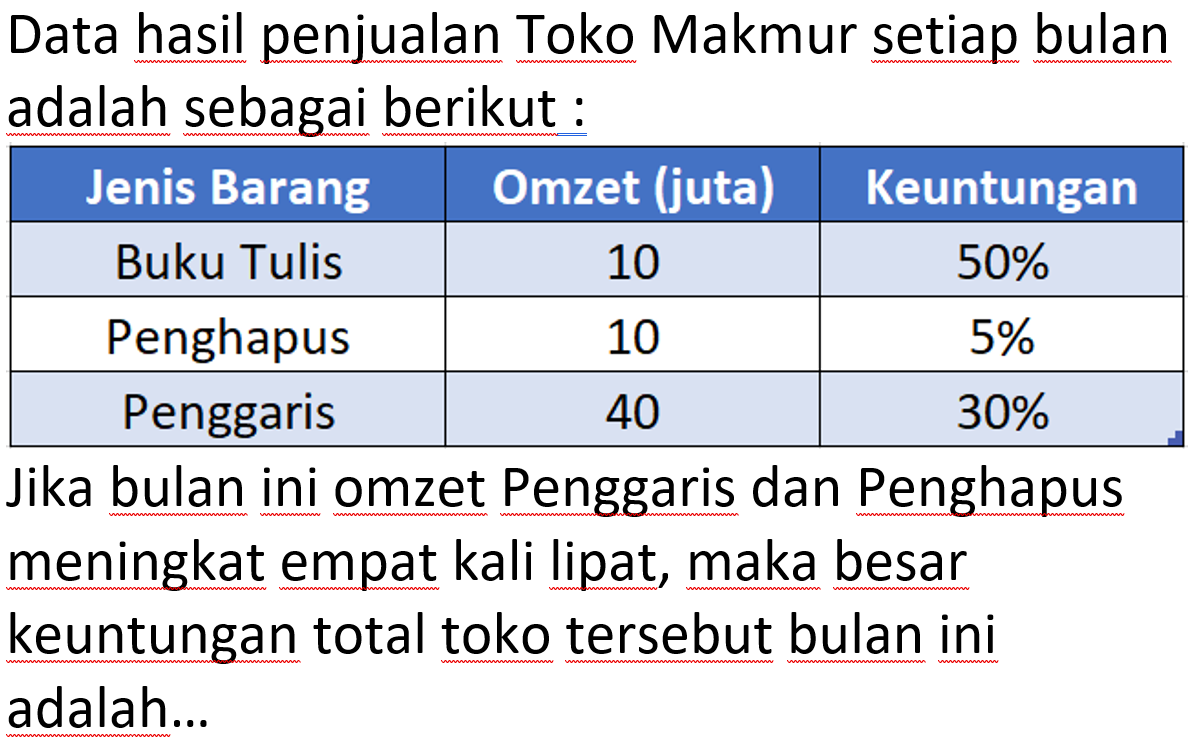 Data hasil penjualan Toko Makmur setiap bulan
adalah sebagai berikut :
Jenis Barang Omzet (juta) Keuntungan
Buku Tulis 10 50%
Penghapus 10 5%
Penggaris 40 30%
Jika bulan ini omzet Penggaris dan Penghapus
meningkat empat kali lipat, maka besar
keuntungan total toko tersebut bulan ini
adalah...